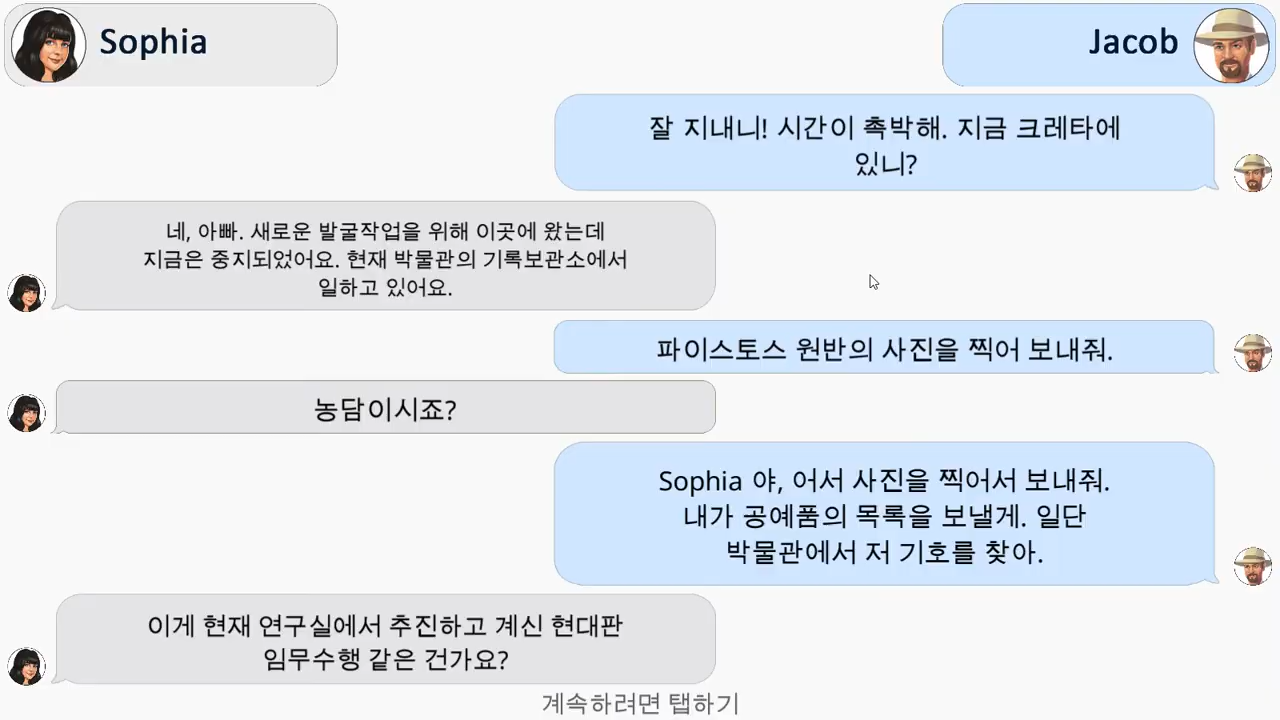 Sophia
Jacob
잘 지내니! 시간이 촉박해. 지금 크레타에
있니?
네, 아빠. 새로운 발굴작업을 위해 이곳에 왔는데
지금은 중지되었어요. 현재 박물관의 기록보관소에서
일하고 있어요.
파이스토스 원반의 사진을 찍어 보내줘.
농담이시죠?
Sophia 야, 어서 사진을 찍어서 보내줘.
내가 공예품의 목록을 보낼게. 일단
박물관에서 저 기호를 찾아.
이게 현재 연구실에서 추진하고 계신 현대판
임무수행 같은 건가요?
계속하려면 탭하기